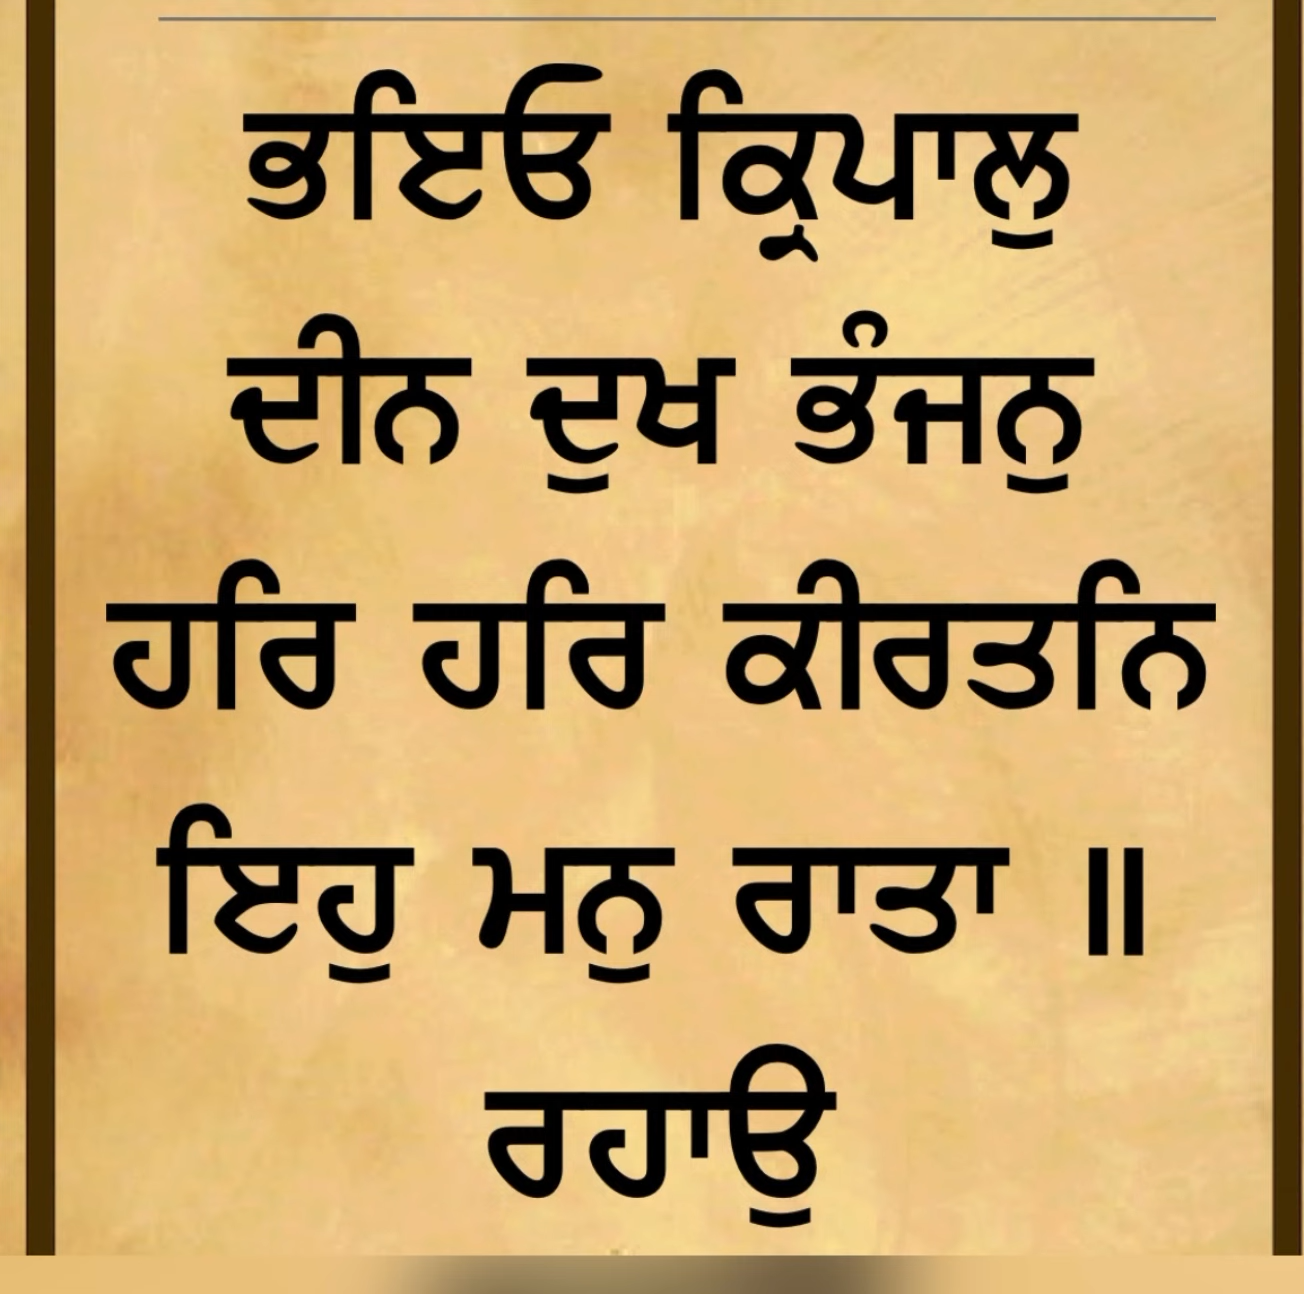 ਭਇਓ ਕ੍ਰਿਪਾਲੁ
ਦੀਨ ਦੁਖ ਭੰਜਨੁ
ਹਰਿ ਹਰਿ ਕੀਰਤਨਿ
ਇਹੁ ਮਨੁ ਰਾਤਾ ॥
ਰਹਾਉ